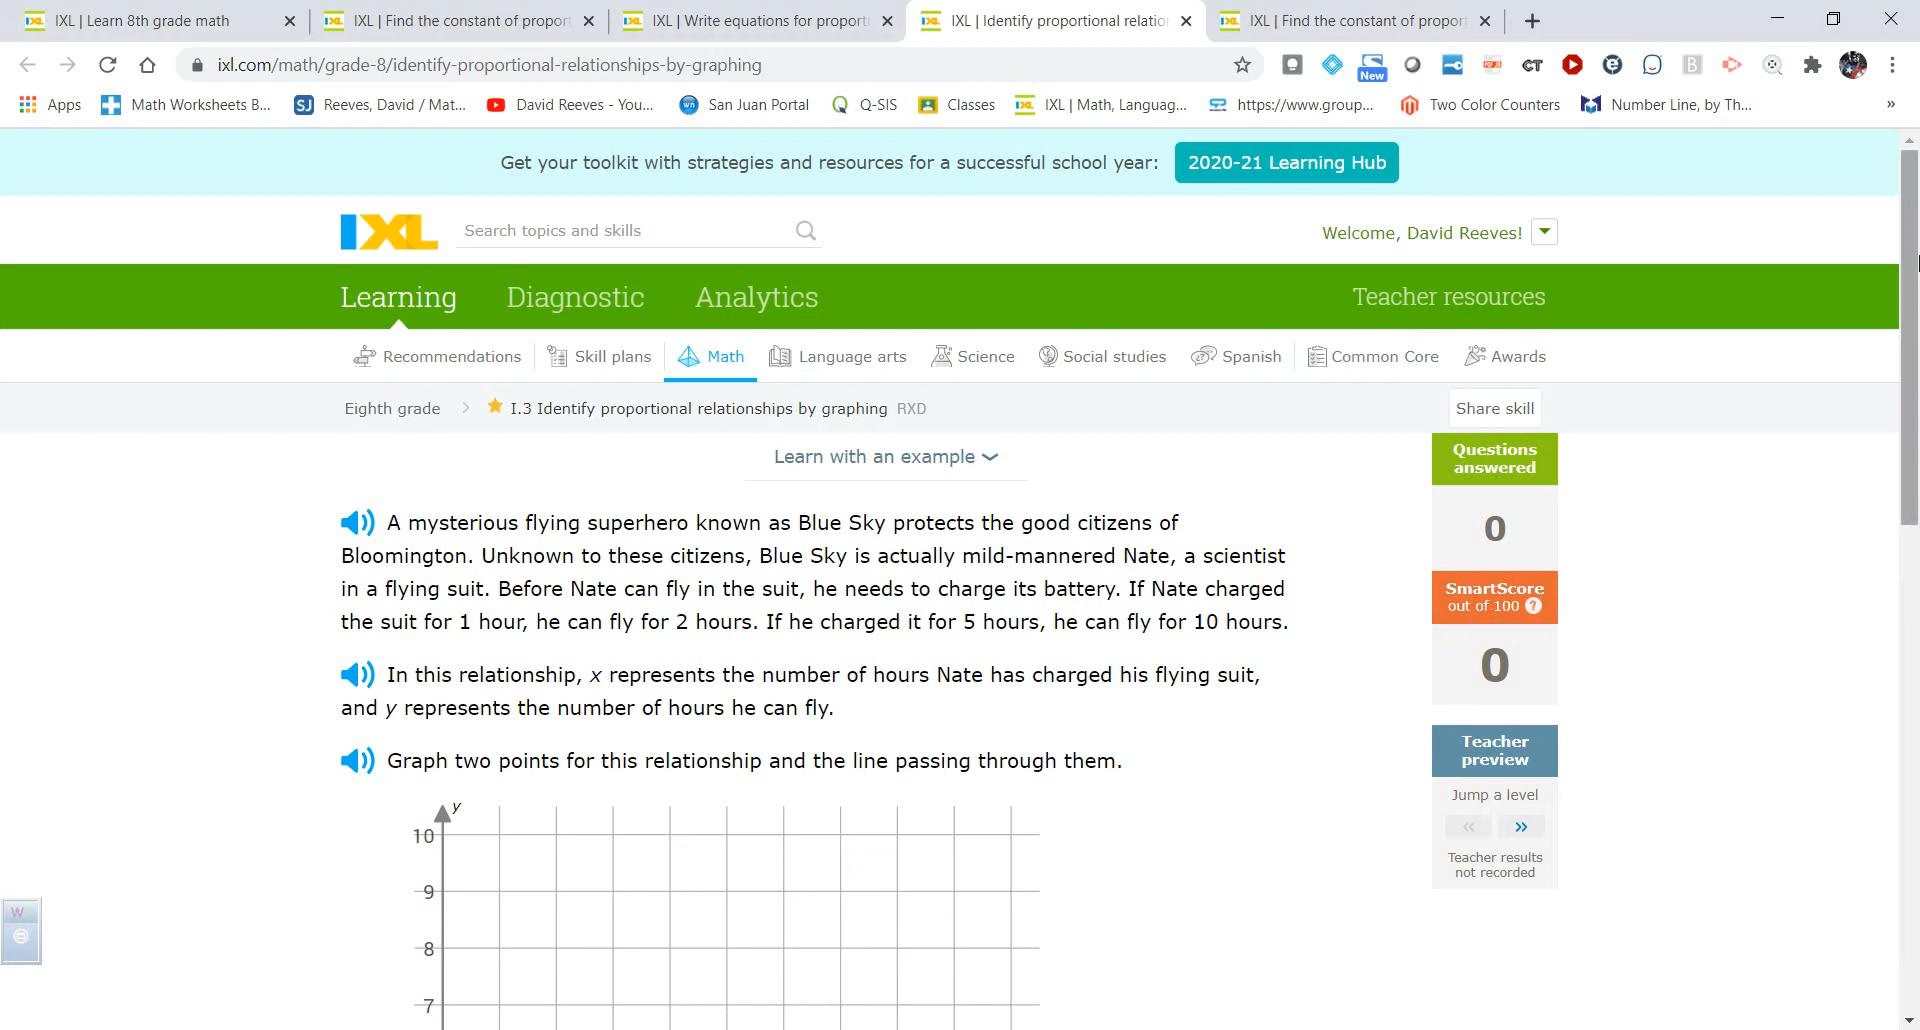 IXL | Learn 8th grade math
IXL | Find the constant of propor
IXL | Write equations for proport
IXL | Identify proportional relatio
IXL | Find the constant of propor
ixl.com/math/grade-8/identify-proportional-relationships-by-graphing
New
Apps
Math Worksheets B...
SJ
Reeves, David / Mat...
David Reeves - You...
San Juan Portal
Q-SIS
Classes
IXL | Math, Languag...
https://www.group...
Two Color Counters
Number Line, by Th...
Get your toolkit with strategies and resources for a successful school year:
2020-21 Learning Hub
IXL
Search topics and skills
Welcome, David Reeves!
Learning
Diagnostic
Analytics
Teacher resources
Recommendations
Skill plans
Math
Language arts
Science
Social studies
Spanish
Common Core
Awards
Eighth grade
I.3 Identify proportional relationships by graphing RXD
Share skill
Learn with an example
A mysterious flying superhero known as Blue Sky protects the good citizens of
Bloomington. Unknown to these citizens, Blue Sky is actually mild-mannered Nate, a scientist
in a flying suit. Before Nate can fly in the suit, he needs to charge its battery. If Nate charged
the suit for 1 hour, he can fly for 2 hours. If he charged it for 5 hours, he can fly for 10 hours.
In this relationship, x represents the number of hours Nate has charged his flying suit,
and y represents the number of hours he can fly.
Graph two points for this relationship and the line passing through them.
y
10
9
8
7
Questions
answered
0
SmartScore
out of 100 ?
0
Teacher
preview
Jump a level
Teacher results
not recorded
W